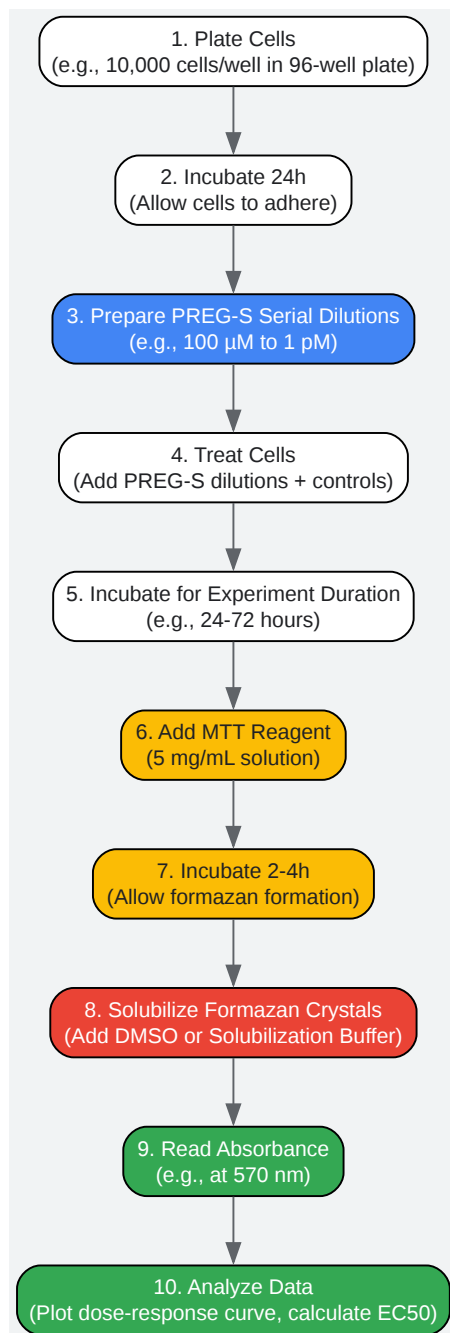 1. Plate Cells
(e.g., 10,000 cells/well in 96-well plate)
2. Incubate 24h
(Allow cells to adhere)
3. Prepare PREG-S Serial Dilutions
(e.g., 100 µM to 1 pM)
4. Treat Cells
(Add PREG-S dilutions + controls)
5. Incubate for Experiment Duration
(e.g., 24-72 hours)
6. Add MTT Reagent
(5 mg/mL solution)
7. Incubate 2-4h
(Allow formazan formation)
8. Solubilize Formazan Crystals
(Add DMSO or Solubilization Buffer)
9. Read Absorbance
(e.g., at 570 nm)
10. Analyze Data
(Plot dose-response curve, calculate EC50)